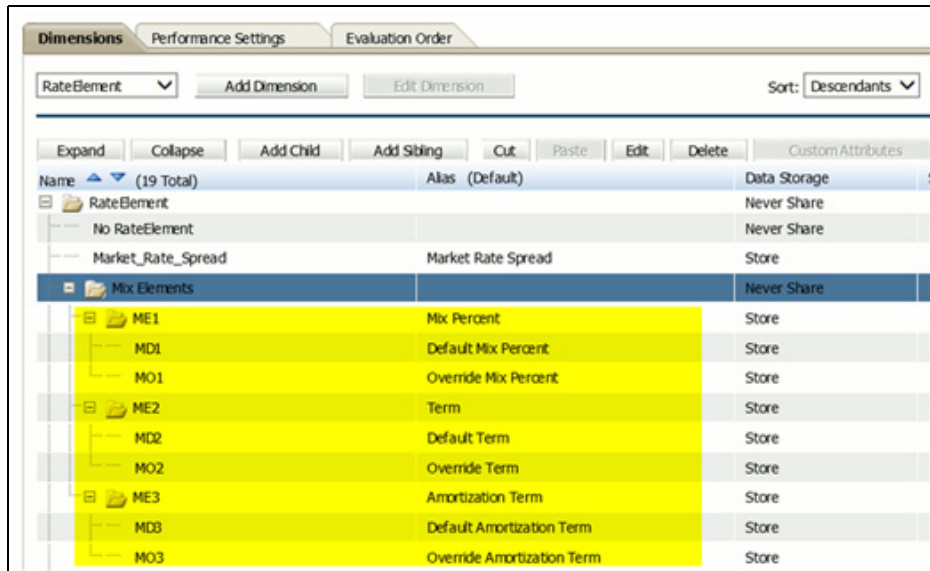 Dimensions Performance Settings Evaluation Order
RateElement Add Dimension Edit Dimension Sort: Descendants
Expand Collapse Add Child Add Sibling Cut Paste Edit Delete Custom Attributes
Name (19 Total) Alias (Default) Data Storage
RateElement Never Share
No RateElement Never Share
Market_Rate_Spread Market Rate Spread Store
Mix Elements Never Share
ME1 Mix Percent Store
MD1 Default Mix Percent Store
MO1 Override Mix Percent Store
ME2 Term Store
MD2 Default Term Store
MO2 Override Term Store
ME3 Amortization Term Store
MD3 Default Amortization Term Store
MO3 Override Amortization Term Store